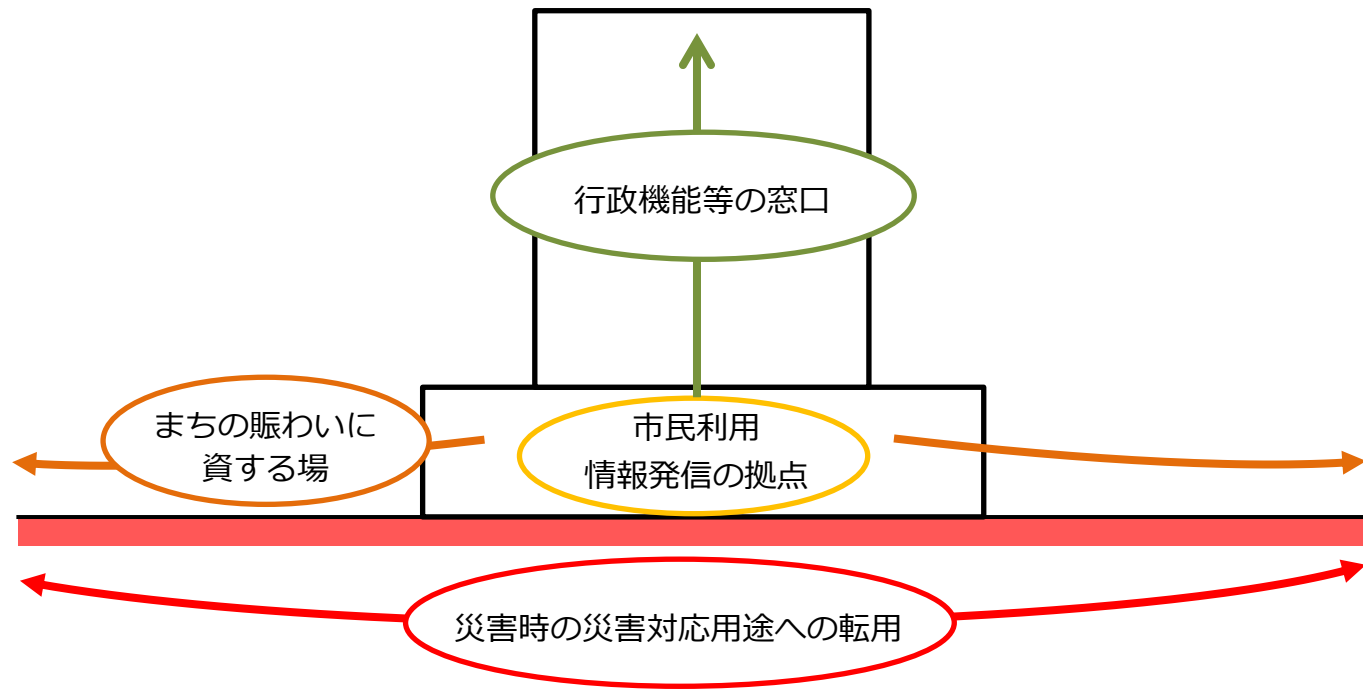 行政機能等の窓口
まちの賑わいに
資する場
市民利用
情報発信の拠点
災害時の災害対応用途への転用